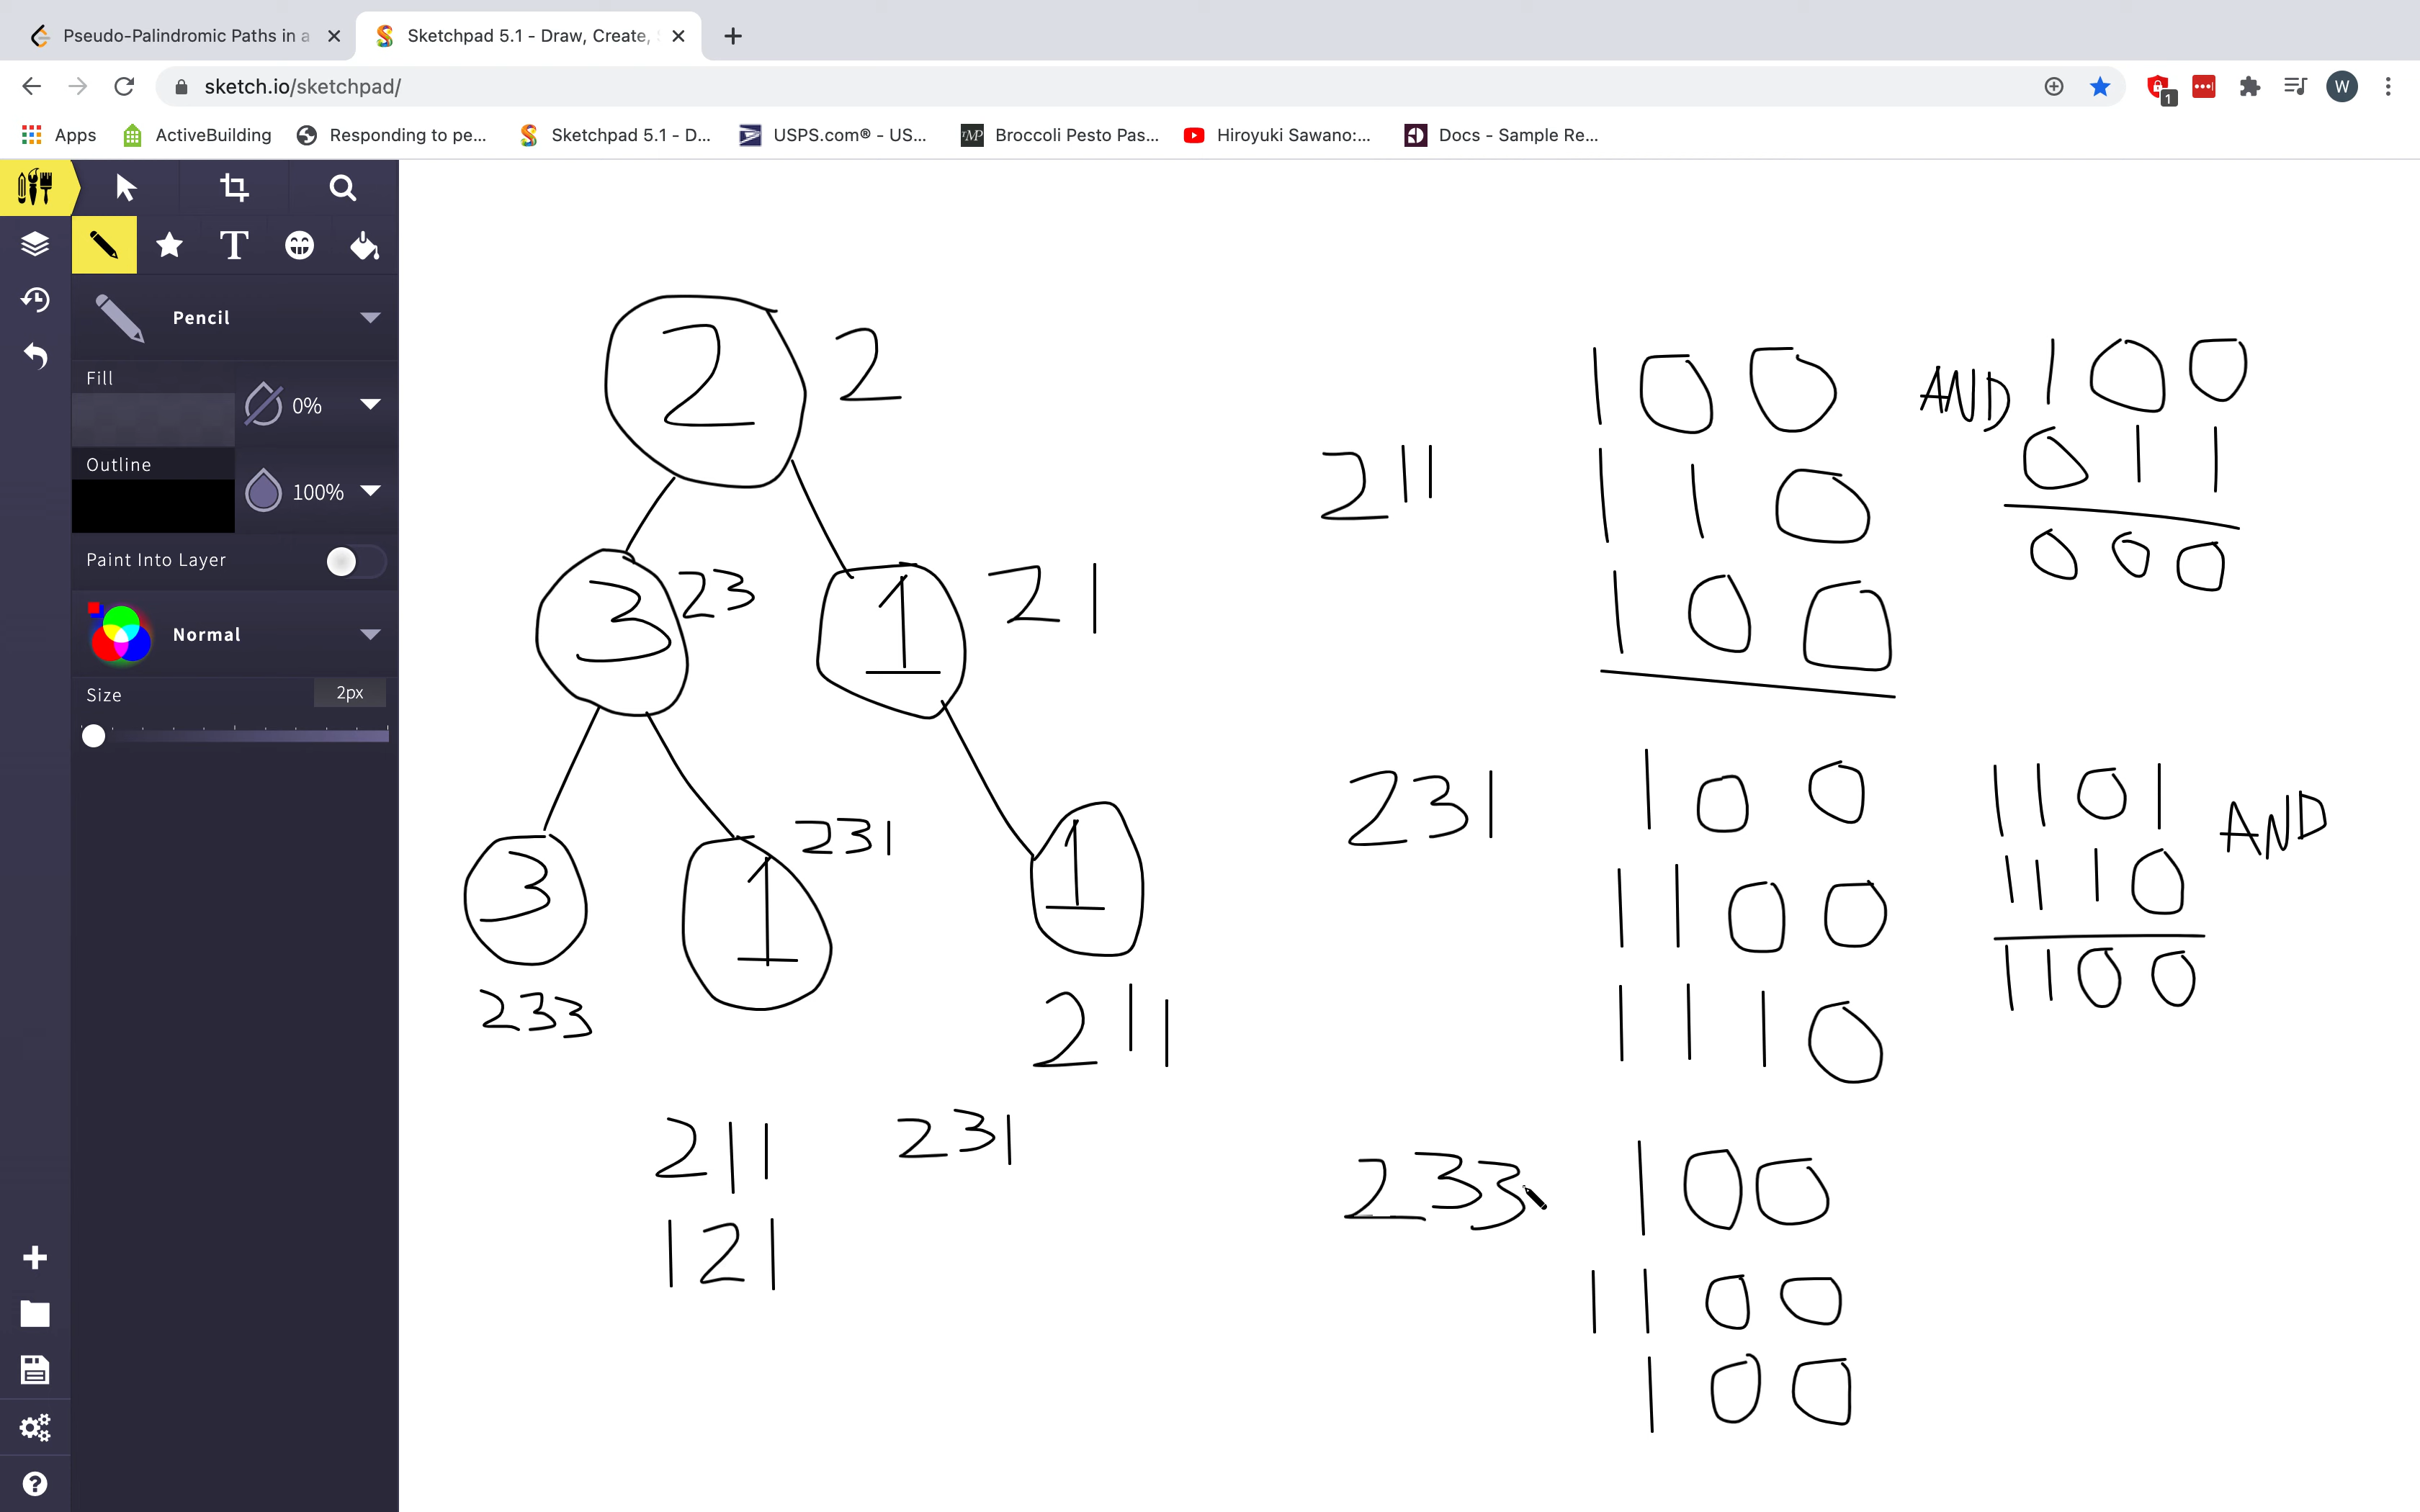 Pseudo-Palindromic Paths in a
Sketchpad 5.1 - Draw, Create,
sketch.io/sketchpad/
1
W
Apps
ActiveBuilding
Responding to pe...
Sketchpad 5.1 - D...
USPS.com® - US...
TMP
Broccoli Pesto Pas...
Hiroyuki Sawano:...
Docs - Sample Re...
T
Pencil
Fill
0%
Outline
100%
Paint Into Layer
Normal
Size
2px
2
2
3
23
1
21
3
1
231
1
233
211
211
231
121
211
100
110
100
AND
100
011
000
231
100
1100
1110
1101
AND
1110
1100
233
100
1100
100